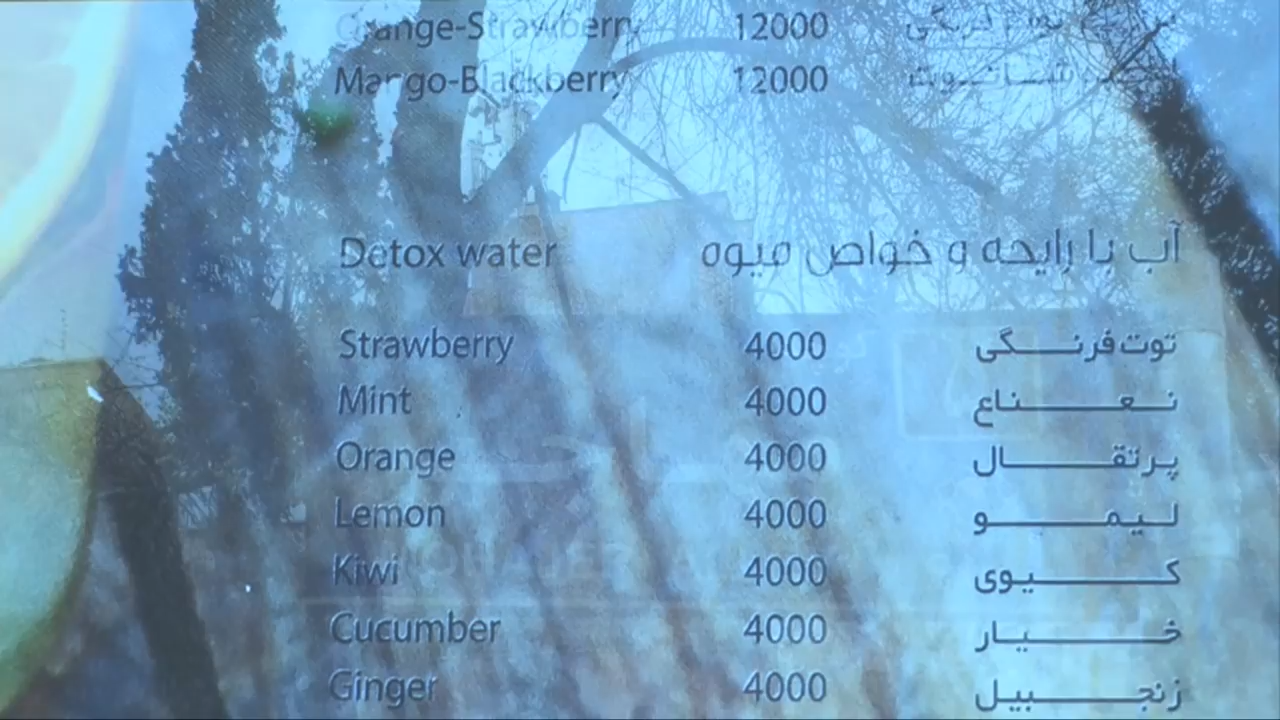 Orange-Strawberry 12000
Mango-Blackberry 12000
Detox water آب با رایحه و خواص میوه
Strawberry 4000 توت‌فرنگی
Mint 4000 نعناع
Orange 4000 پرتقال
Lemon 4000 لیمو
Kiwi 4000 کیوی
Cucumber 4000 خیار
Ginger 4000 زنجبیل